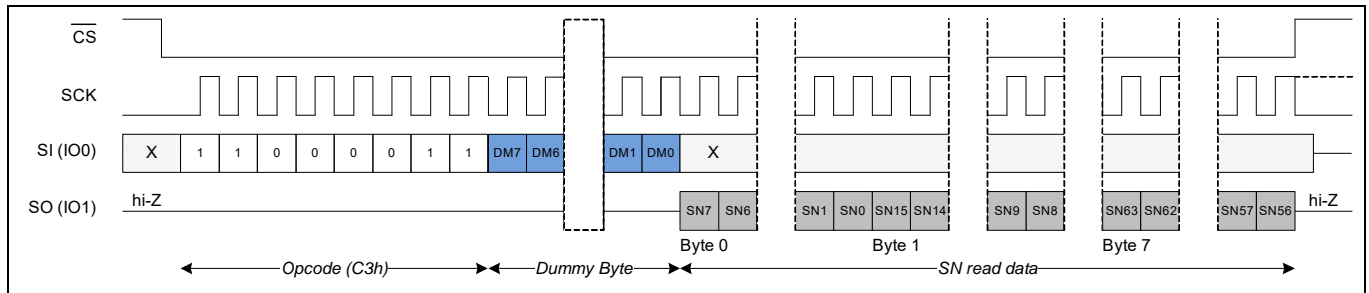 CS
SCK
SI (IO0) X 1 1 0 0 0 0 1 1 DM7 DM6 DM1 DM0 X
SO (IO1) hi-Z SN7 SN6 SN1 SN0 SN15 SN14 SN9 SN8 SN63 SN62 SN57 SN56 hi-Z
Byte 0 Byte 1 Byte 7
Opcode (C3h) Dummy Byte SN read data